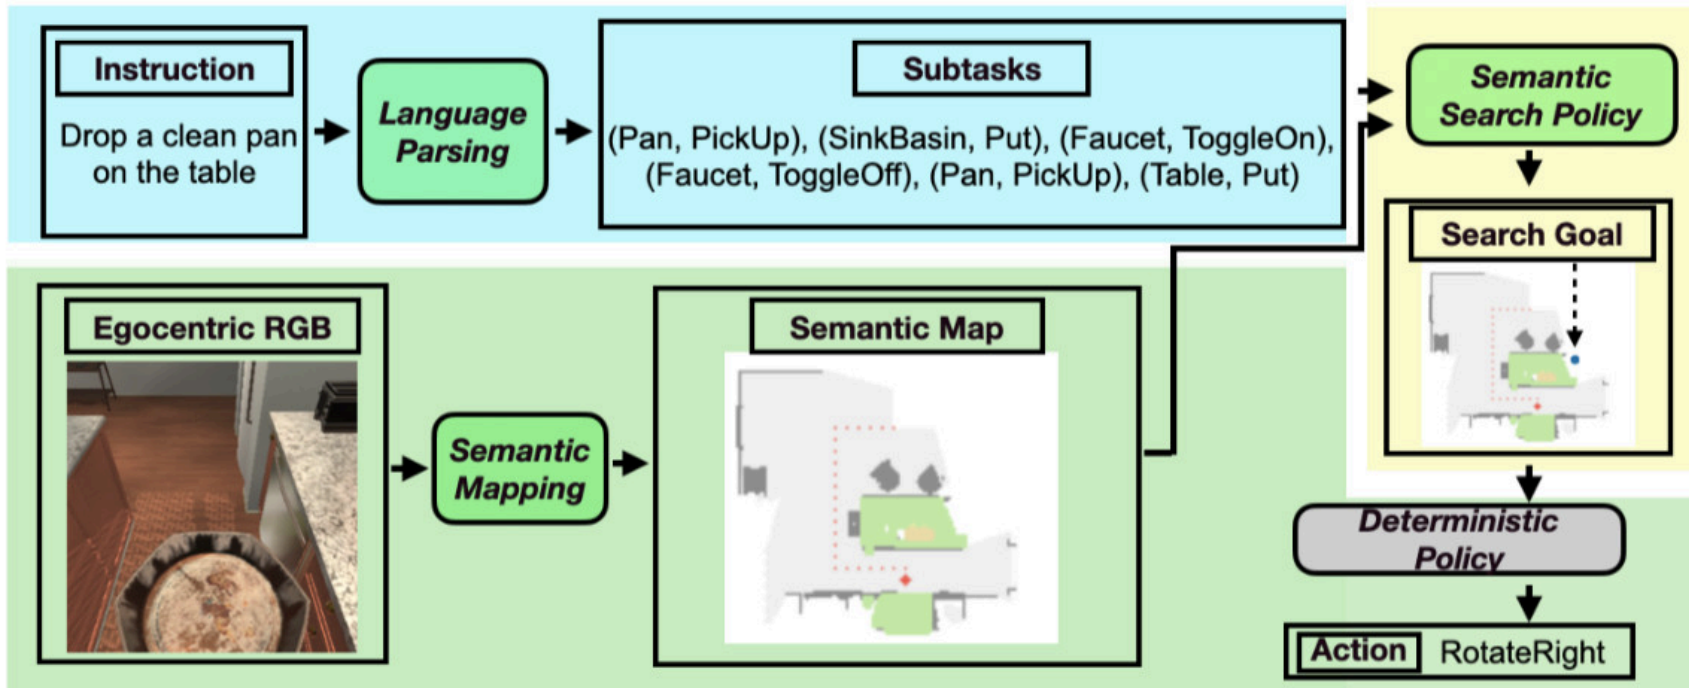 Instruction
Drop a clean pan
on the table
Language
Parsing
Subtasks
(Pan, PickUp), (SinkBasin, Put), (Faucet, ToggleOn),
(Faucet, ToggleOff), (Pan, PickUp), (Table, Put)
Semantic
Search Policy
Search Goal
Egocentric RGB
Semantic
Mapping
Semantic Map
Deterministic
Policy
Action RotateRight